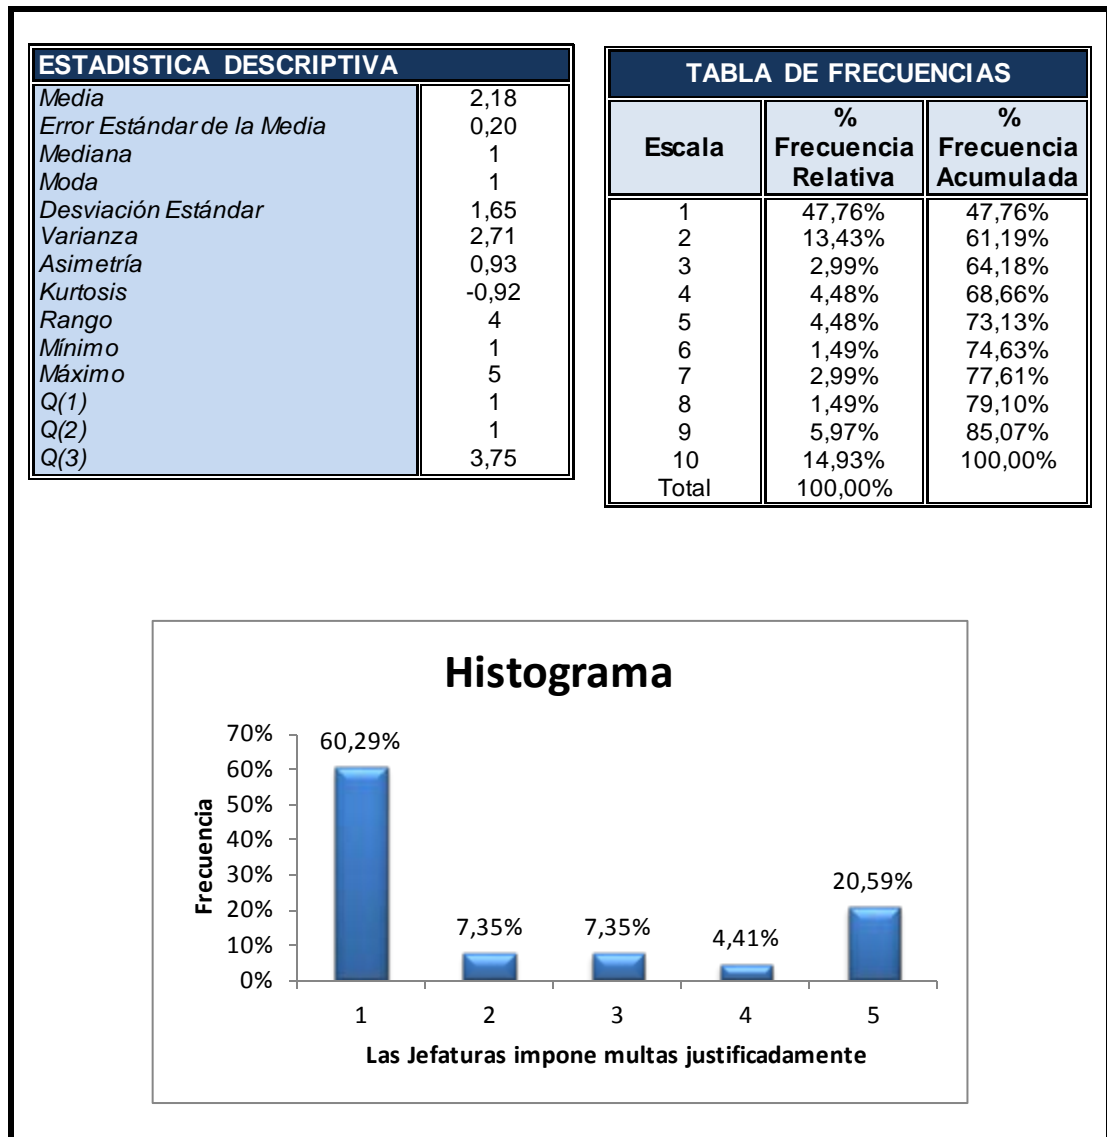 ESTADISTICA DESCRIPTIVA
Media 2,18
Error Estándar de la Media 0,20
Mediana 1
Moda 1
Desviación Estándar 1,65
Varianza 2,71
Asimetría 0,93
Kurtosis -0,92
Rango 4
Mínimo 1
Máximo 5
Q(1) 1
Q(2) 1
Q(3) 3,75
TABLA DE FRECUENCIAS
Escala
%
Frecuencia
Relativa
%
Frecuencia
Acumulada
1 47,76% 47,76%
2 13,43% 61,19%
3 2,99% 64,18%
4 4,48% 68,66%
5 4,48% 73,13%
6 1,49% 74,63%
7 2,99% 77,61%
8 1,49% 79,10%
9 5,97% 85,07%
10 14,93% 100,00%
Total 100,00%
Histograma
Frecuencia
70%
60%
50%
40%
30%
20%
10%
0%
60,29%
7,35%
7,35%
4,41%
20,59%
1 2 3 4 5
Las Jefaturas impone multas justificadamente